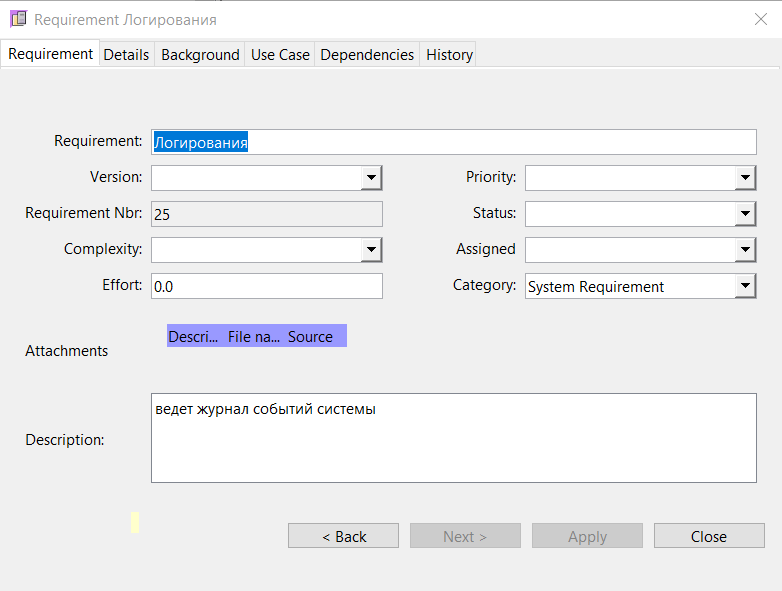 Requirement Логирования
Requirement Details Background Use Case Dependencies History
Requirement: Логирования
Version: Priority:
Requirement Nbr: 25 Status:
Complexity: Assigned
Effort: 0.0 Category: System Requirement
Descri... File na... Source
Attachments
ведет журнал событий системы
Description:
< Back Next > Apply Close